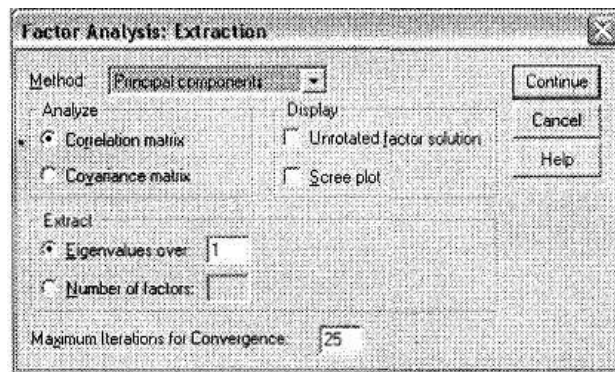 Factor Analysis: Extraction
Method: Principal components
Continue
Cancel
Help
Analyze
Correlation matrix
Covariance matrix
Display
Unrotated factor solution
Scree plot
Extract
Eigenvalues over: 1
Number of factors:
Maximum Iterations for Convergence: 25